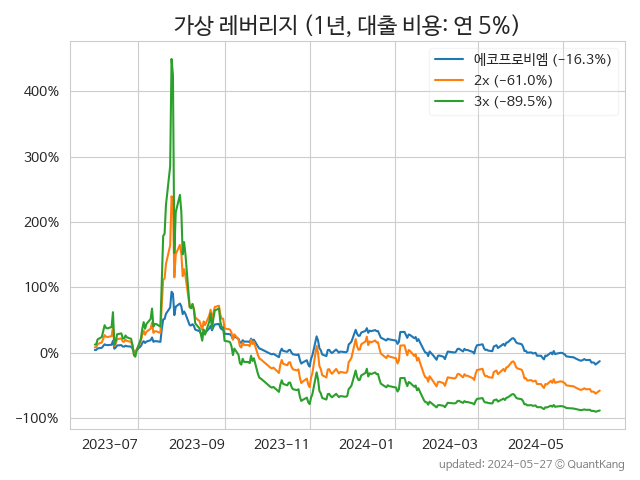 가상 레버리지 (1년, 대출 비용: 연 5%)
에코프로비엠 (-16.3%)
2x (-61.0%)
3x (-89.5%)
400%
300%
200%
100%
0%
-100%
2023-07 2023-09 2023-11 2024-01 2024-03 2024-05
updated: 2024-05-27 © QuantKang